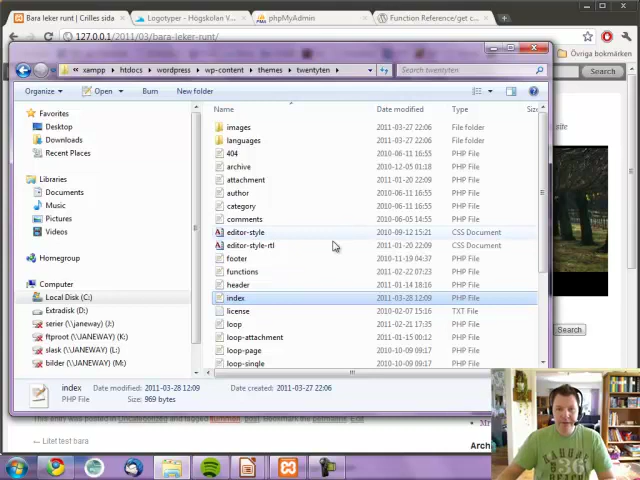 Bara leker runt! | Crilles sida
Logotyper - Högskolan V
phpMyAdmin
Function Reference/get c
127.0.0.1/2011/03/bara-leker-runt/
Övriga bokmärken
Search
xampp
htdocs
wordpress
wp-content
themes
twentyten
Search twentyten
Organize
Open
Burn
New folder
Name
Date modified
Type
Favorites
Desktop
Downloads
Recent Places
Libraries
Documents
Music
Pictures
Videos
Homegroup
Computer
Local Disk (C:)
Extradisk (D:)
serier (\\janeway) (J:)
ftproot (\\JANEWAY) (K:)
slask (\\JANEWAY) (L:)
bilder (\\JANEWAY) (M:)
images 2011-03-27 22:06 File folder
languages 2011-03-27 22:06 File folder
404 2010-06-11 16:55 PHP File
archive 2010-12-05 01:18 PHP File
attachment 2011-01-20 22:09 PHP File
author 2010-06-11 16:55 PHP File
category 2010-06-11 16:55 PHP File
comments 2010-06-05 14:55 PHP File
editor-style 2010-09-12 15:21 CSS Document
editor-style-rtl 2011-01-20 22:09 CSS Document
footer 2010-11-19 04:37 PHP File
functions 2011-02-22 07:23 PHP File
header 2011-01-14 18:16 PHP File
index 2011-03-28 12:09 PHP File
license 2010-02-07 15:16 TXT File
loop 2011-02-21 17:35 PHP File
loop-attachment 2011-01-15 00:12 PHP File
loop-page 2010-10-09 09:17 PHP File
loop-single 2010-10-09 09:17 PHP File
index
PHP File
Date modified: 2011-03-28 12:09
Size: 969 bytes
Date created: 2011-03-27 22:06
Search
← Litet test bara